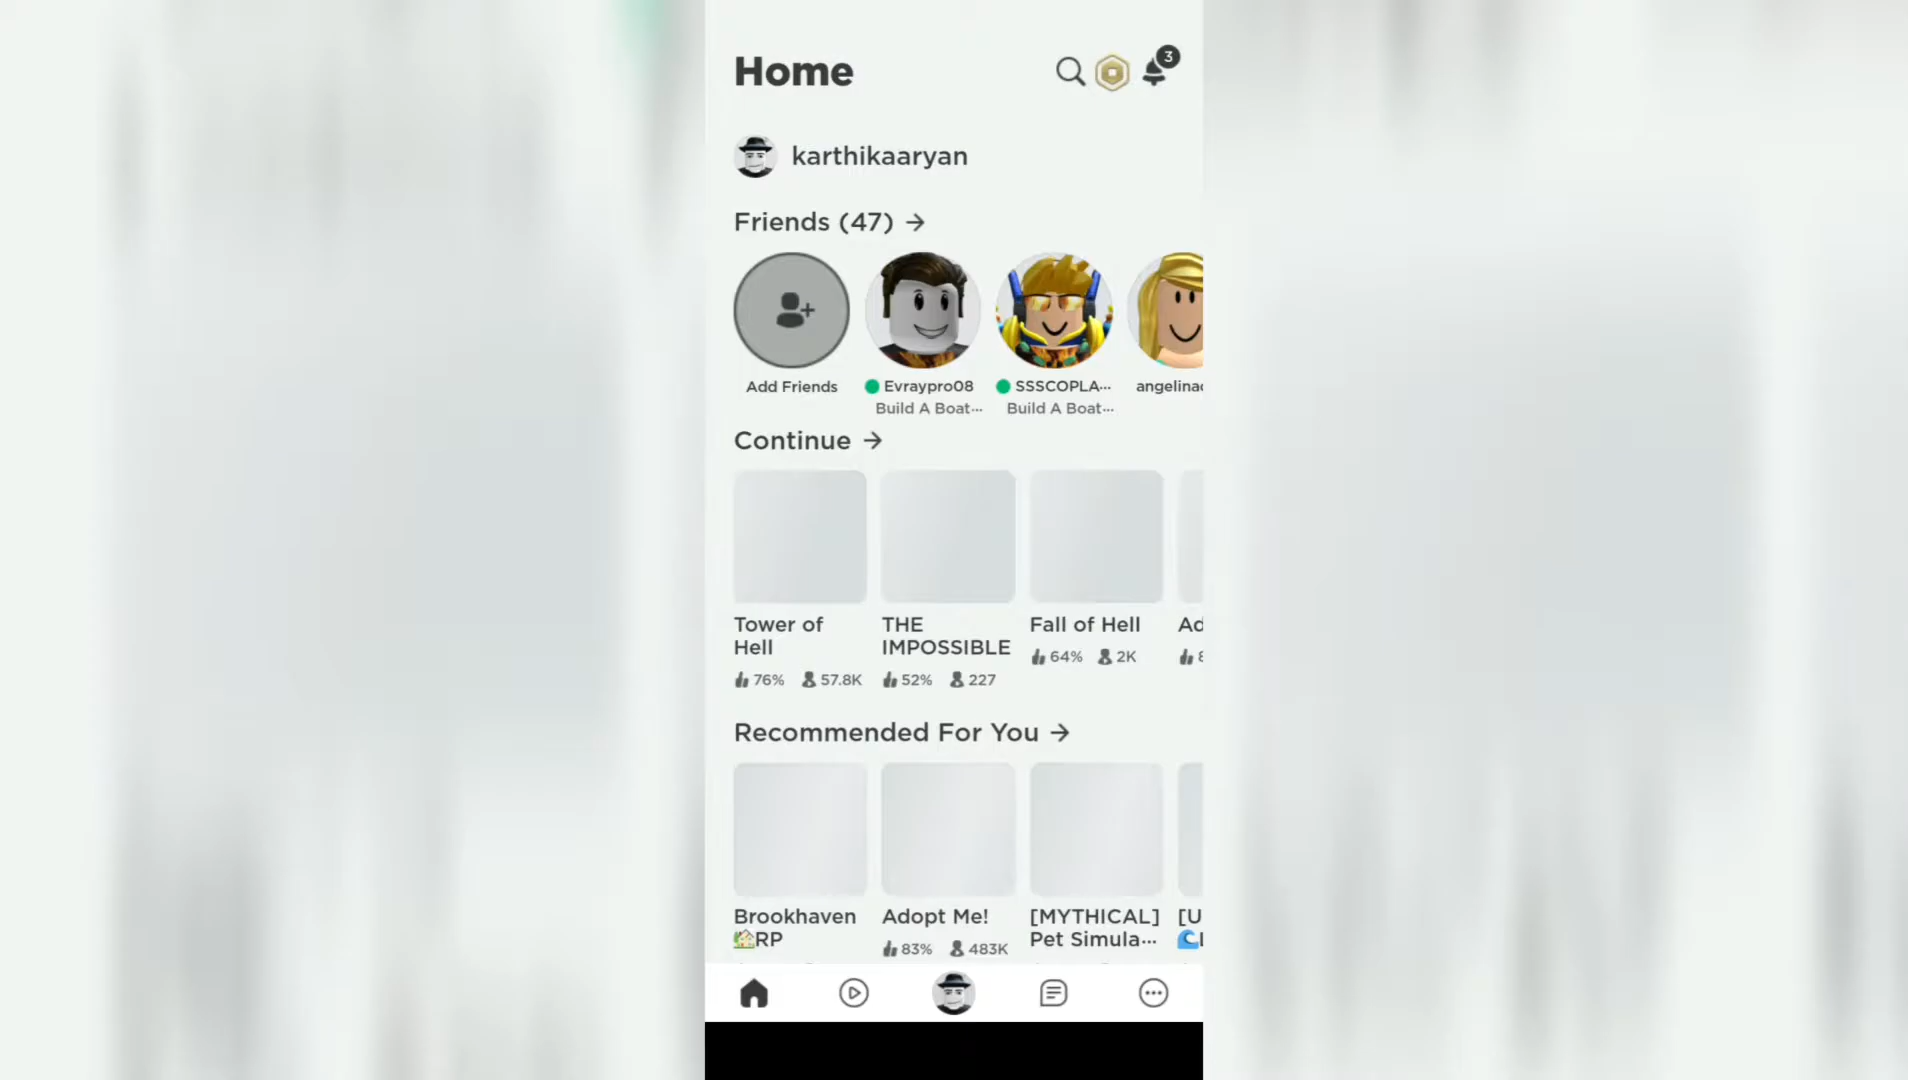 Home
3
karthikaaryan
Friends (47) →
Add Friends
Evraypro08
SSSCOPLA...
Build A Boat...
Build A Boat...
Continue →
Tower of
Hell
THE
IMPOSSIBLE
Fall of Hell
Ad
64% 2K
76% 57.8K
52% 227
Recommended For You →
Brookhaven
🏡RP
Adopt Me!
[MYTHICAL]
Pet Simula...
[U
83% 483K